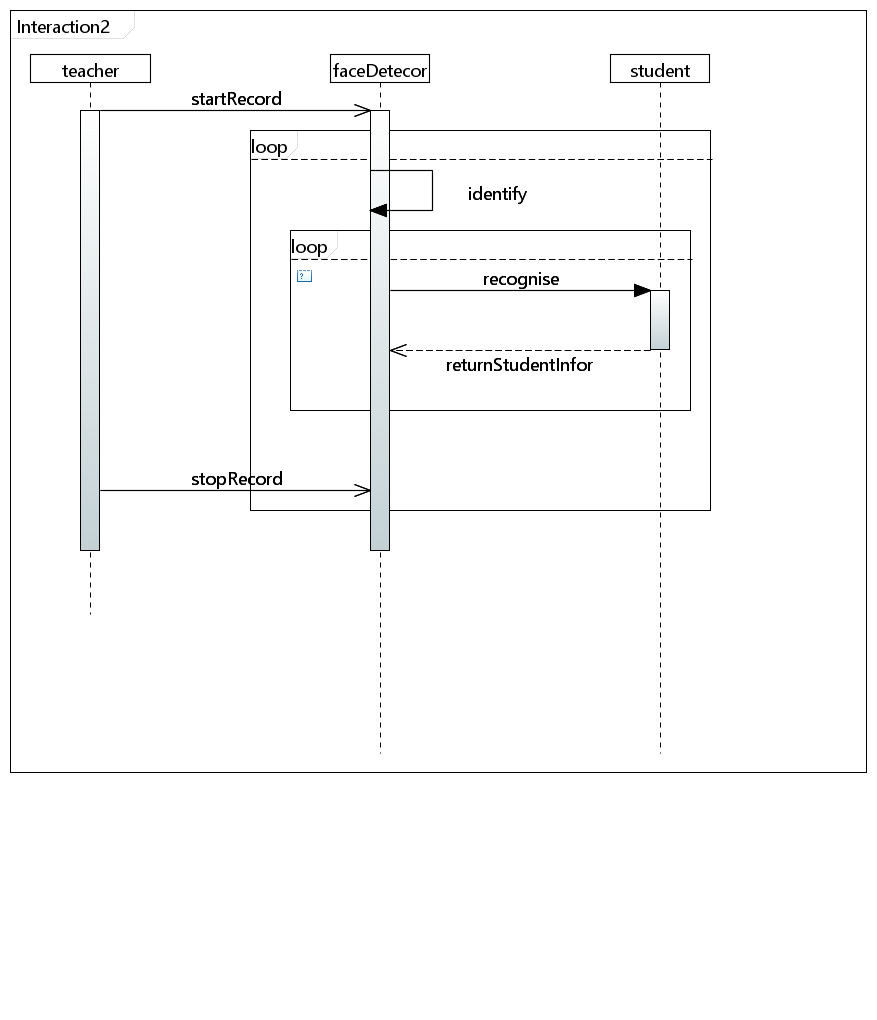 Interaction2
teacher
faceDetecor
student
startRecord
loop
identify
loop
?
recognise
returnStudentInfor
stopRecord